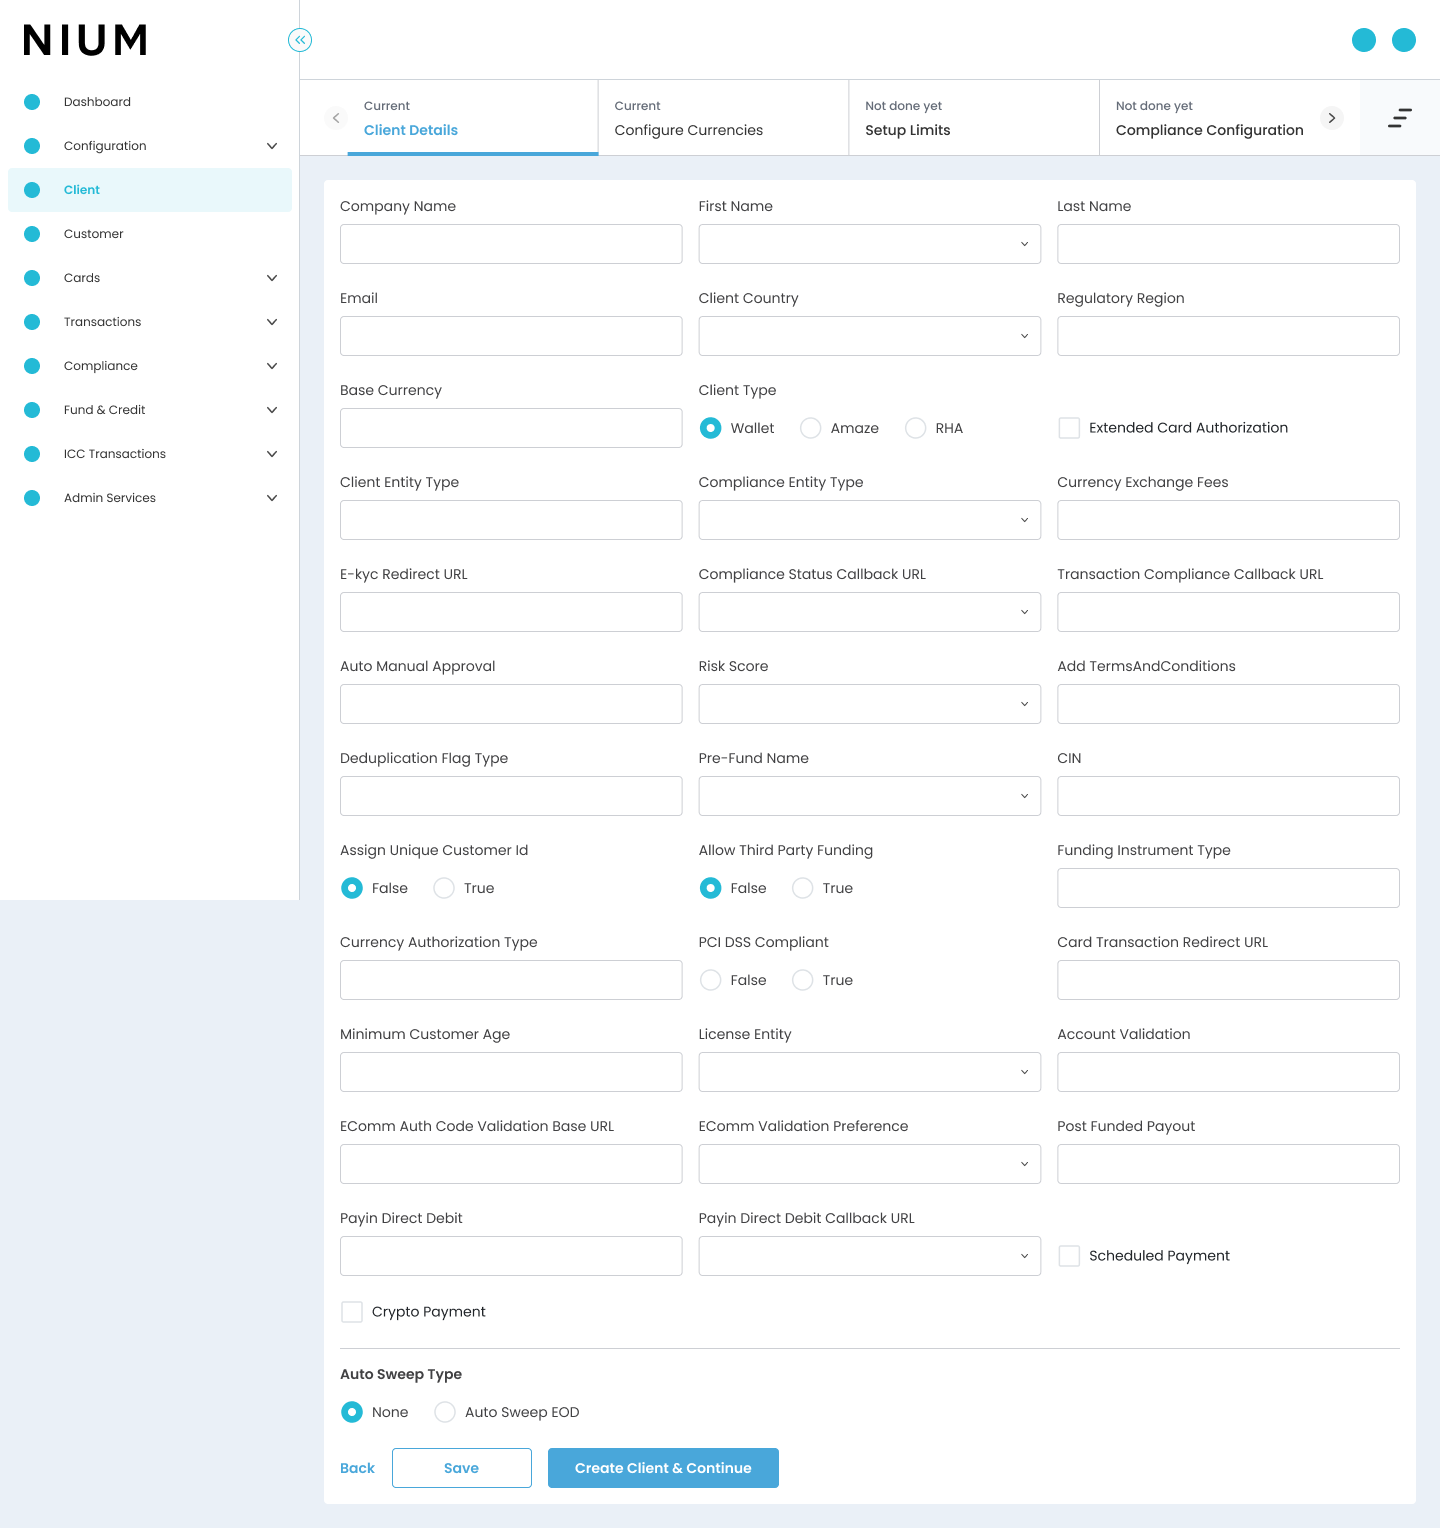 NIUM
Dashboard
Configuration
Client
Customer
Cards
Transactions
Compliance
Fund & Credit
ICC Transactions
Admin Services
Current
Client Details
Current
Configure Currencies
Not done yet
Setup Limits
Not done yet
Compliance Configuration
Company Name
First Name
Last Name
Email
Client Country
Regulatory Region
Base Currency
Client Type
Wallet
Amaze
RHA
Extended Card Authorization
Client Entity Type
Compliance Entity Type
Currency Exchange Fees
E-kyc Redirect URL
Compliance Status Callback URL
Transaction Compliance Callback URL
Auto Manual Approval
Risk Score
Add TermsAndConditions
Deduplication Flag Type
Pre-Fund Name
CIN
Assign Unique Customer Id
False
True
Allow Third Party Funding
False
True
Funding Instrument Type
Currency Authorization Type
PCI DSS Compliant
False
True
Card Transaction Redirect URL
Minimum Customer Age
License Entity
Account Validation
EComm Auth Code Validation Base URL
EComm Validation Preference
Post Funded Payout
Payin Direct Debit
Payin Direct Debit Callback URL
Scheduled Payment
Crypto Payment
Auto Sweep Type
None
Auto Sweep EOD
Back
Save
Create Client & Continue